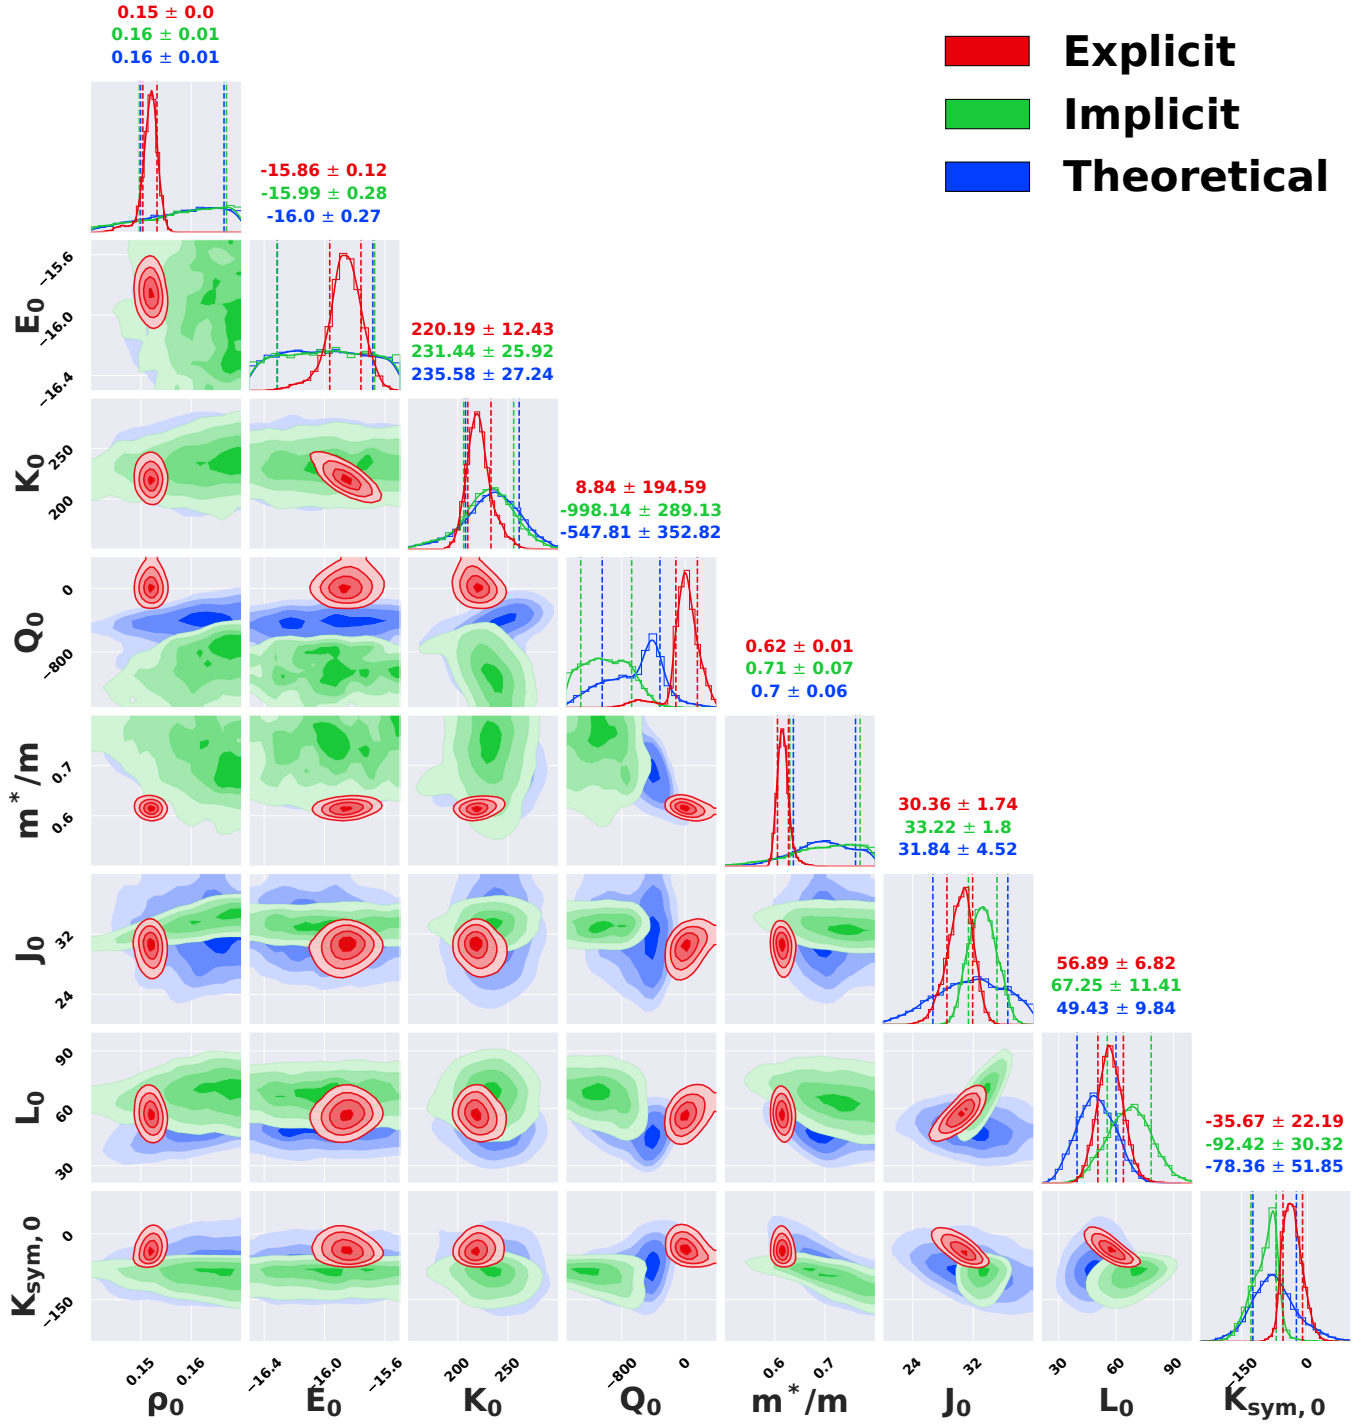 0.15 ± 0.0
0.16 ± 0.01
0.16 ± 0.01
Explicit
Implicit
Theoretical
-15.86 ± 0.12
-15.99 ± 0.28
-16.0 ± 0.27
220.19 ± 12.43
231.44 ± 25.92
235.58 ± 27.24
8.84 ± 194.59
-998.14 ± 289.13
-547.81 ± 352.82
0.62 ± 0.01
0.71 ± 0.07
0.7 ± 0.06
30.36 ± 1.74
33.22 ± 1.8
31.84 ± 4.52
56.89 ± 6.82
67.25 ± 11.41
49.43 ± 9.84
-35.67 ± 22.19
-92.42 ± 30.32
-78.36 ± 51.85
E₀
−15.6
−16.0
−16.4
K₀
250
200
Q₀
0
−800
m*/m
0.7
0.6
J₀
32
24
L₀
90
60
30
K_sym,0
0
−150
0.15 0.16
−16.4 −16.0 −15.6
200 250
−800 0
0.6 0.7
24 32
30 60 90
−150 0
ρ₀ E₀ K₀ Q₀ m*/m J₀ L₀ K_sym,0